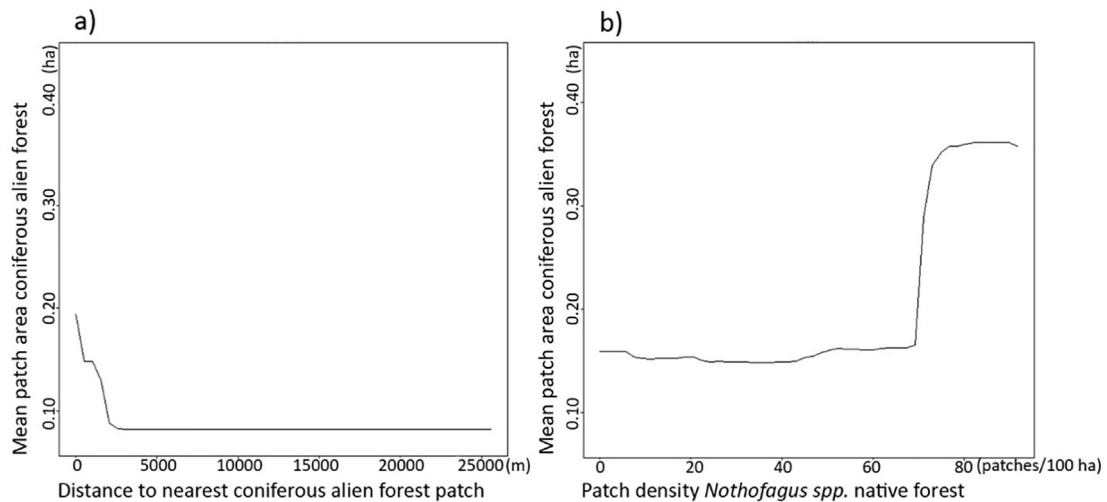 a)
Mean patch area coniferous alien forest (ha)
0.40
0.30
0.20
0.10
0 5000 10000 15000 20000 25000 (m)
Distance to nearest coniferous alien forest patch
b)
Mean patch area coniferous alien forest (ha)
0.40
0.30
0.20
0.10
0 20 40 60 80 (patches/100 ha)
Patch density Nothofagus spp. native forest